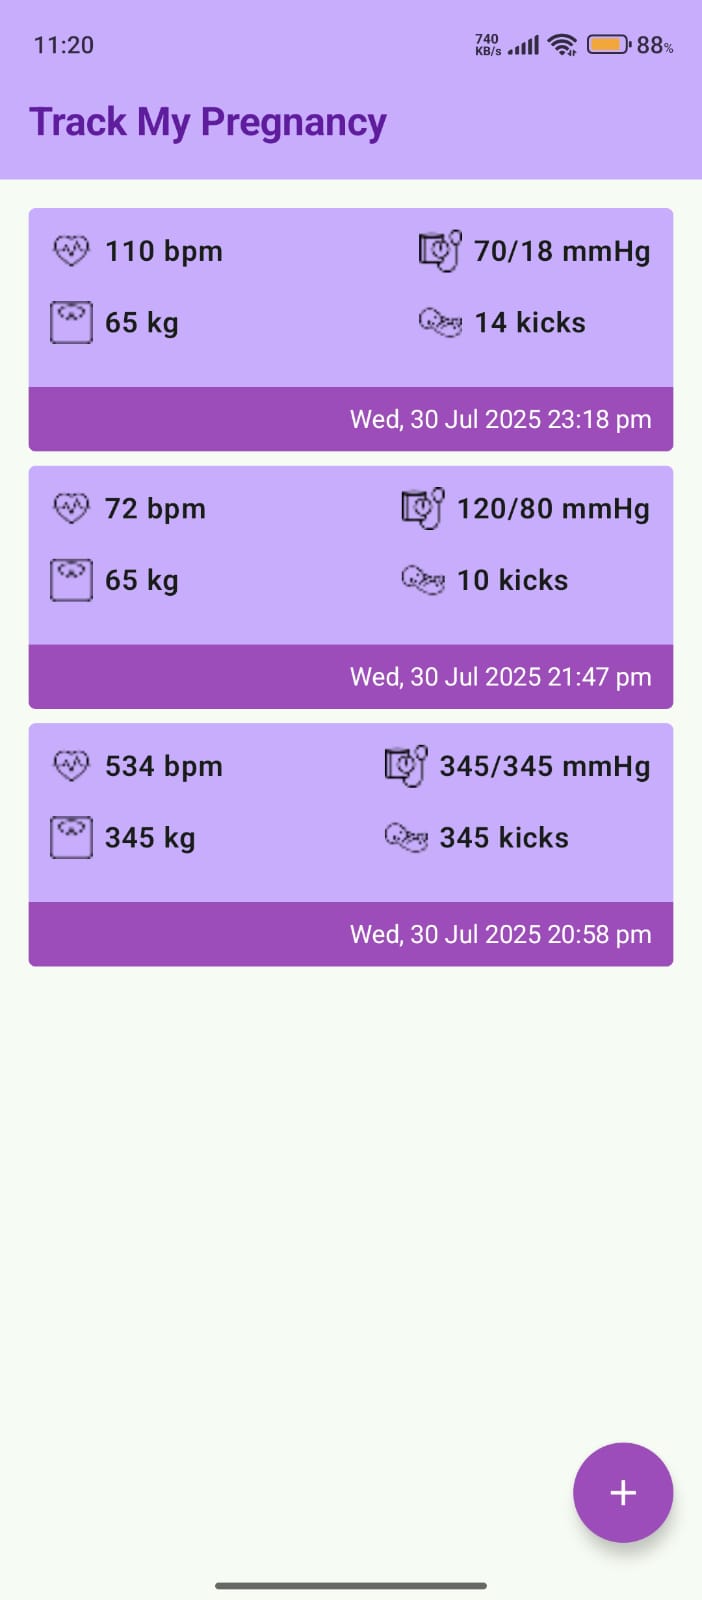 11:20
740 KB/s
88%
Track My Pregnancy
110 bpm
70/18 mmHg
65 kg
14 kicks
Wed, 30 Jul 2025 23:18 pm
72 bpm
120/80 mmHg
65 kg
10 kicks
Wed, 30 Jul 2025 21:47 pm
534 bpm
345/345 mmHg
345 kg
345 kicks
Wed, 30 Jul 2025 20:58 pm
+